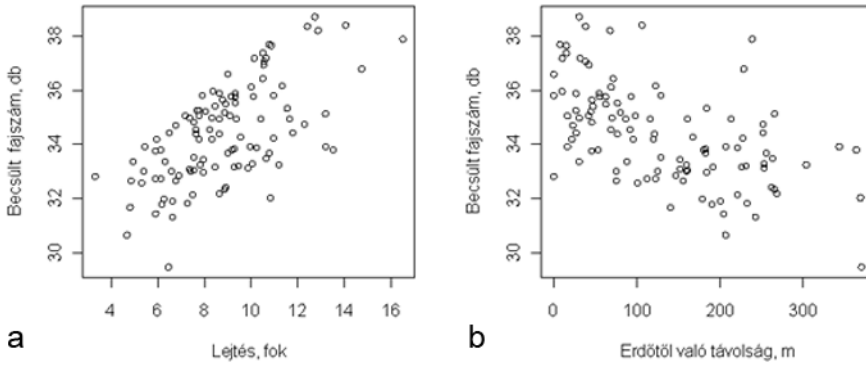 Becsült fajszám, db
38
36
34
32
30
4 6 8 10 12 14 16
Lejtés, fok
a
Becsült fajszám, db
38
36
34
32
30
0 100 200 300
Erdőtől való távolság, m
b